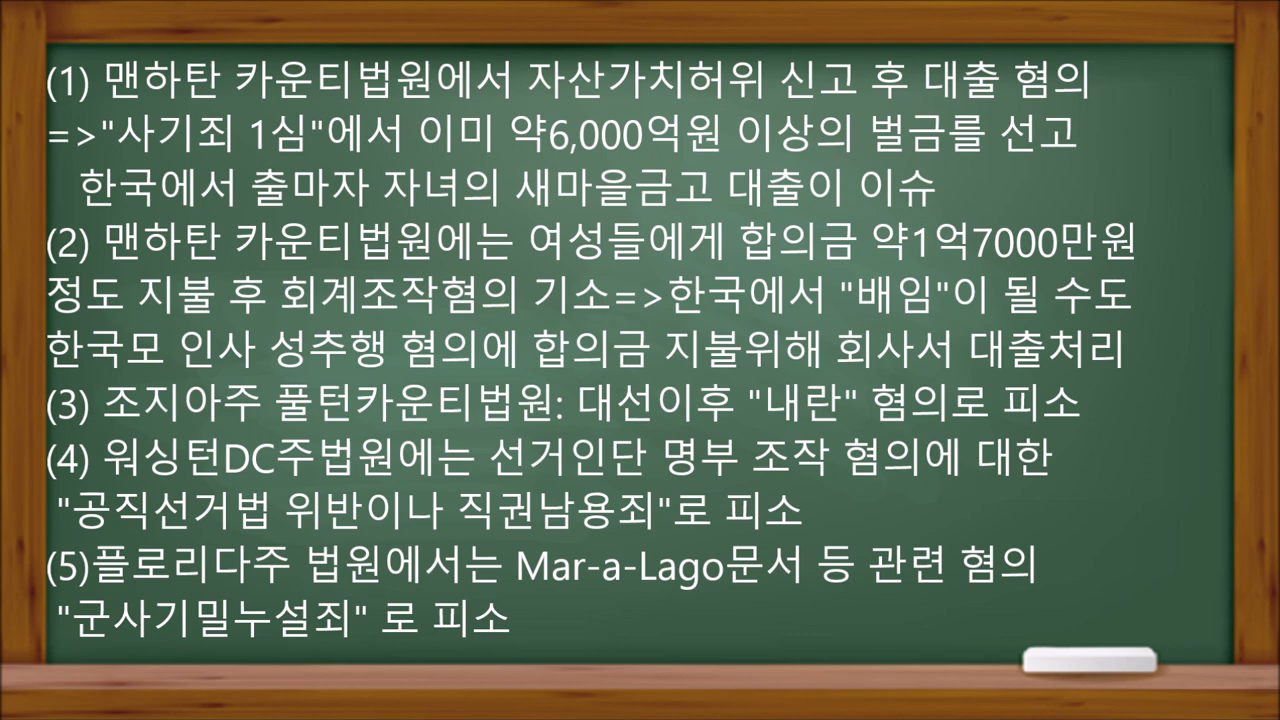 (1) 맨하탄 카운티법원에서 자산가치허위 신고 후 대출 혐의
=>"사기죄 1심"에서 이미 약6,000억원 이상의 벌금를 선고
한국에서 출마자 자녀의 새마을금고 대출이 이슈
(2) 맨하탄 카운티법원에는 여성들에게 합의금 약1억7000만원
정도 지불 후 회계조작혐의 기소=>한국에서 "배임"이 될 수도
한국모 인사 성추행 혐의에 합의금 지불위해 회사서 대출처리
(3) 조지아주 풀턴카운티법원: 대선이후 "내란" 혐의로 피소
(4) 워싱턴DC주법원에는 선거인단 명부 조작 혐의에 대한
"공직선거법 위반이나 직권남용죄"로 피소
(5)플로리다주 법원에서는 Mar-a-Lago문서 등 관련 혐의
"군사기밀누설죄" 로 피소